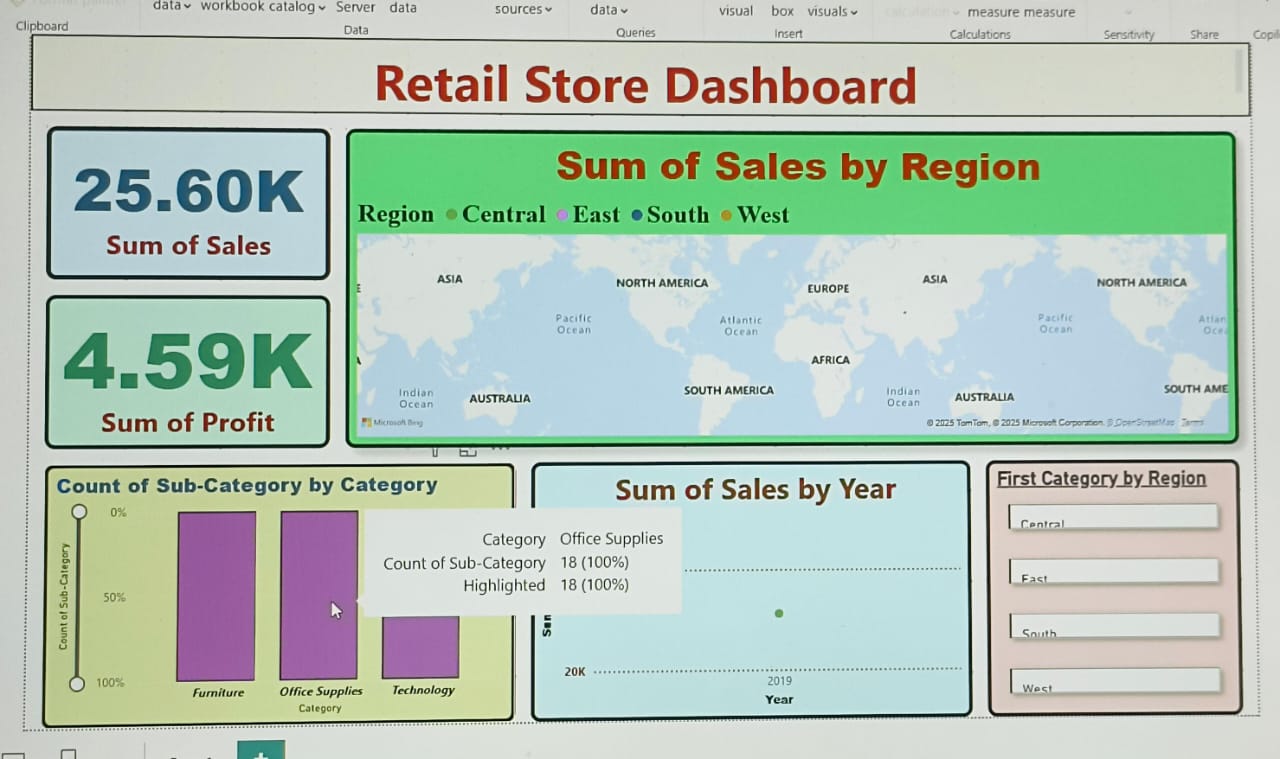 data workbook catalog Server data sources data visual box visuals measure measure
Clipboard Data Queries Insert Calculations Sensitivity Share
Retail Store Dashboard
25.60K
Sum of Sales
4.59K
Sum of Profit
Sum of Sales by Region
Region Central East South West
ASIA NORTH AMERICA EUROPE ASIA NORTH AMERICA
Pacific Ocean
Atlantic Ocean
Pacific Ocean
AFRICA
Indian Ocean
AUSTRALIA
SOUTH AMERICA
Indian Ocean
AUSTRALIA
SOUTH AME
Microsoft Bing
© 2025 TomTom, © 2025 Microsoft Corporation, © OpenStreetMap Terms
Count of Sub-Category by Category
Count of Sub-Category
0%
50%
100%
Furniture Office Supplies Technology
Category
Category Office Supplies
Count of Sub-Category 18 (100%)
Highlighted 18 (100%)
Sum of Sales by Year
20K
2019
Year
First Category by Region
Central
East
South
West